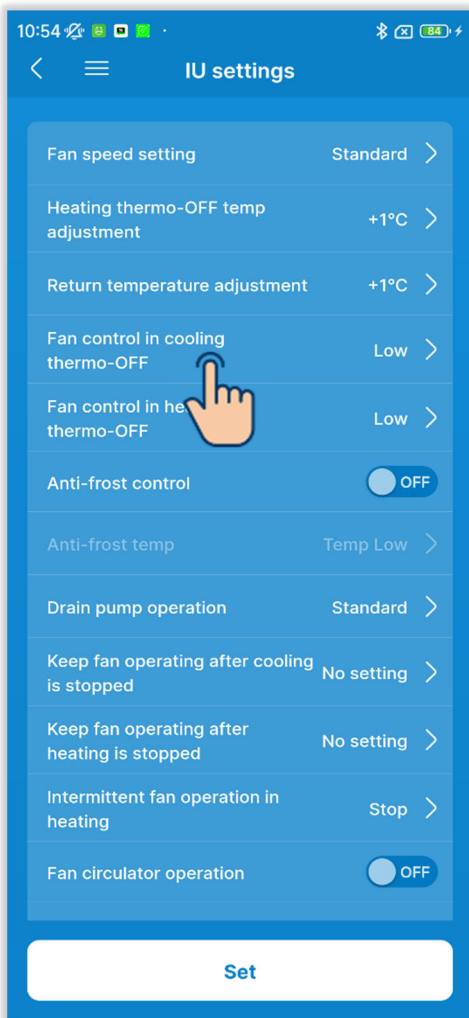 10:54
84
IU settings
Fan speed setting Standard
Heating thermo-OFF temp
adjustment
+1°C
Return temperature adjustment +1°C
Fan control in cooling
thermo-OFF
Low
Fan control in he
thermo-OFF
Low
Anti-frost control OFF
Anti-frost temp Temp Low
Drain pump operation Standard
Keep fan operating after cooling
is stopped
No setting
Keep fan operating after
heating is stopped
No setting
Intermittent fan operation in
heating
Stop
Fan circulator operation OFF
Set